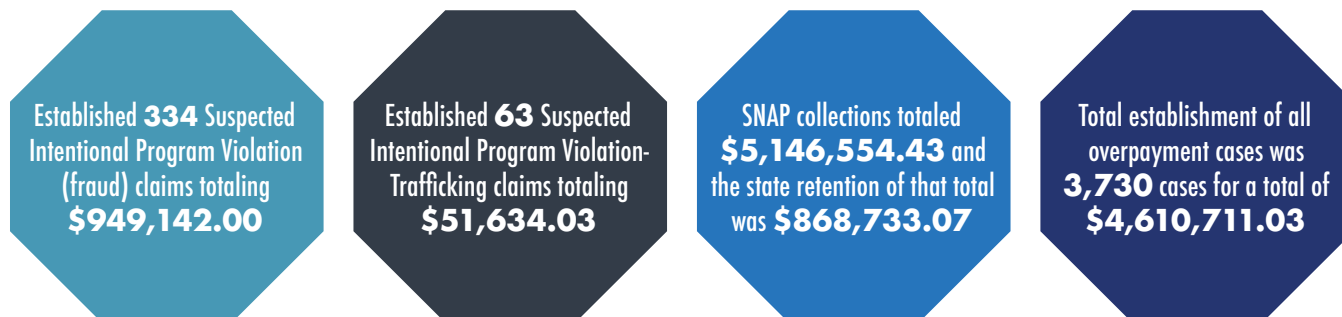 Established 334 Suspected
Intentional Program Violation
(fraud) claims totaling
$949,142.00
Established 63 Suspected
Intentional Program Violation-
Trafficking claims totaling
$51,634.03
SNAP collections totaled
$5,146,554.43 and
the state retention of that total
was $868,733.07
Total establishment of all
overpayment cases was
3,730 cases for a total of
$4,610,711.03